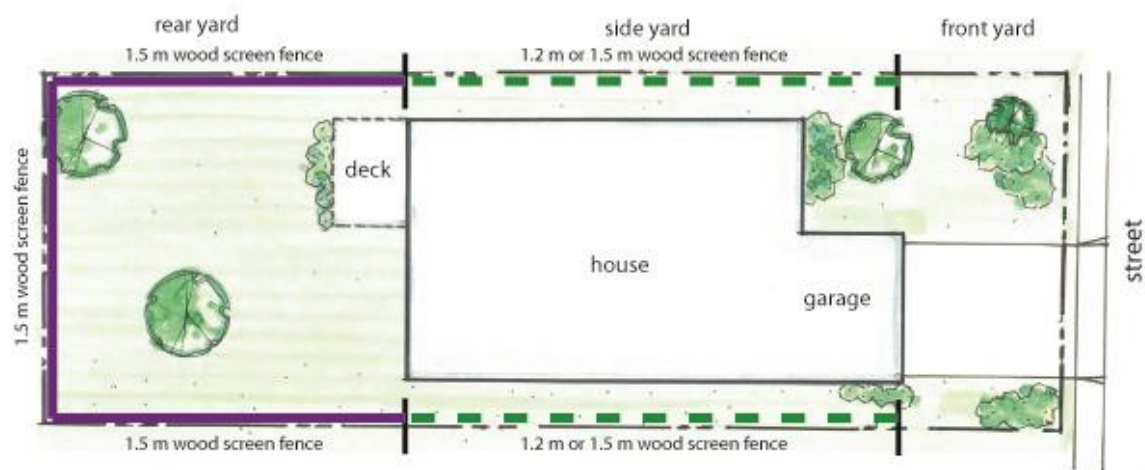 rear yard
side yard
front yard
1.5 m wood screen fence
1.2 m or 1.5 m wood screen fence
1.5 m wood screen fence
deck
house
garage
street
1.5 m wood screen fence
1.2 m or 1.5 m wood screen fence